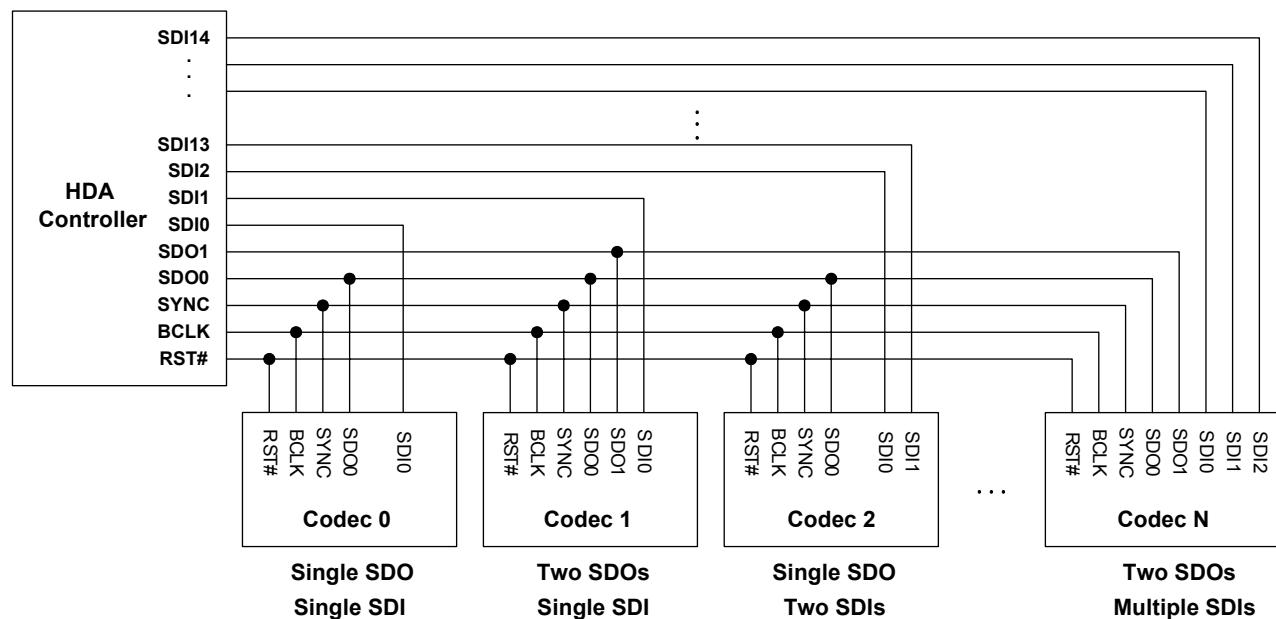 SDI14
.
.
.
SDI13
SDI2
SDI1
SDI0
SDO1
SDO0
SYNC
BCLK
RST#
HDA
Controller
...
RST#
BCLK
SYNC
SDO0
SDI0
Codec 0
Single SDO
Single SDI
RST#
BCLK
SYNC
SDO0
SDO1
SDI0
Codec 1
Two SDOs
Single SDI
RST#
BCLK
SYNC
SDO0
SDI0
SDI1
Codec 2
Single SDO
Two SDIs
...
RST#
BCLK
SYNC
SDO0
SDO1
SDI0
SDI1
SDI2
Codec N
Two SDOs
Multiple SDIs